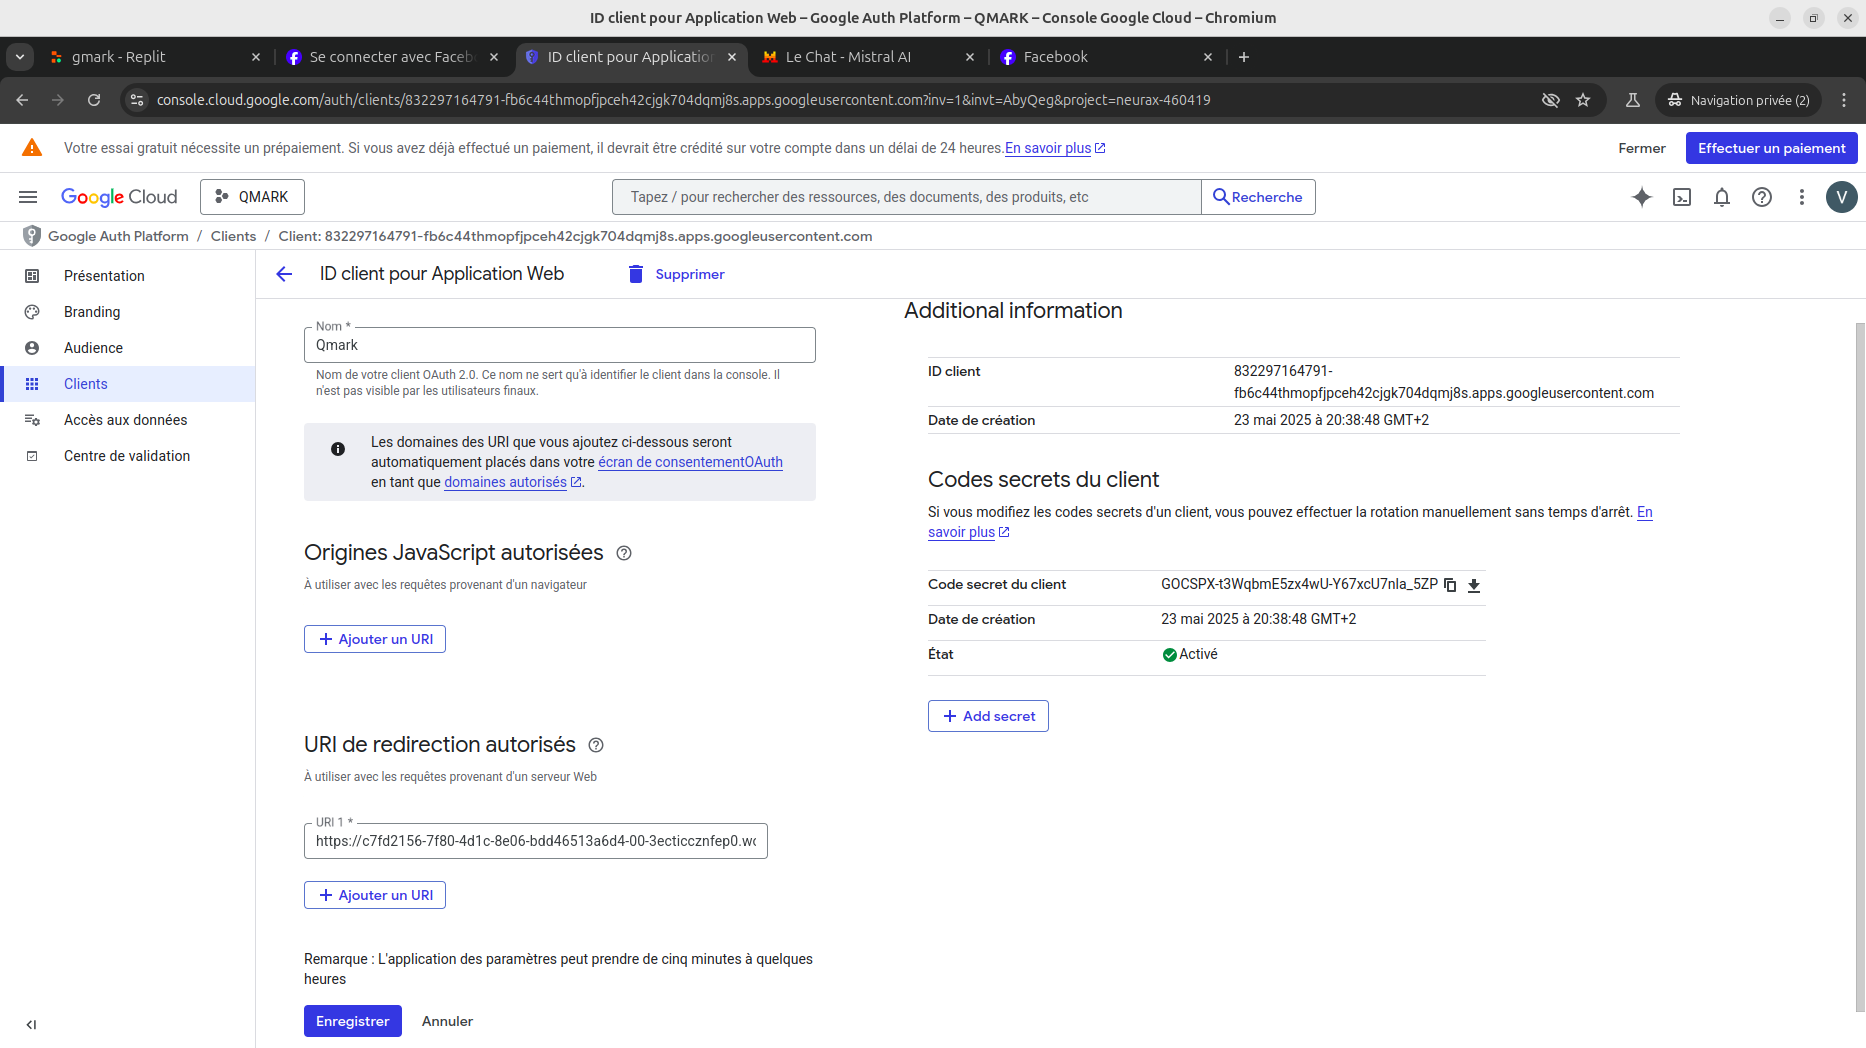 ID client pour Application Web – Google Auth Platform – QMARK – Console Google Cloud – Chromium
gmark - Replit
Se connecter avec Faceb
ID client pour Application
Le Chat - Mistral AI
Facebook
console.cloud.google.com/auth/clients/832297164791-fb6c44thmopfjpceh42cjgk704dqmj8s.apps.googleusercontent.com?inv=1&invt=AbyQeg&project=neurax-460419
Navigation privée (2)
Votre essai gratuit nécessite un prépaiement. Si vous avez déjà effectué un paiement, il devrait être crédité sur votre compte dans un délai de 24 heures.En savoir plus
Fermer
Effectuer un paiement
Google Cloud
QMARK
Tapez / pour rechercher des ressources, des documents, des produits, etc
Recherche
V
Google Auth Platform / Clients / Client: 832297164791-fb6c44thmopfjpceh42cjgk704dqmj8s.apps.googleusercontent.com
Présentation
Branding
Audience
Clients
Accès aux données
Centre de validation
ID client pour Application Web
Supprimer
Nom *
Qmark
Nom de votre client OAuth 2.0. Ce nom ne sert qu'à identifier le client dans la console. Il
n'est pas visible par les utilisateurs finaux.
Les domaines des URI que vous ajoutez ci-dessous seront
automatiquement placés dans votre écran de consentementOAuth
en tant que domaines autorisés.
Origines JavaScript autorisées
À utiliser avec les requêtes provenant d'un navigateur
+ Ajouter un URI
URI de redirection autorisés
À utiliser avec les requêtes provenant d'un serveur Web
URI 1 *
https://c7fd2156-7f80-4d1c-8e06-bdd46513a6d4-00-3ecticcznfep0.wo
+ Ajouter un URI
Remarque : L'application des paramètres peut prendre de cinq minutes à quelques
heures
Enregistrer
Annuler
Additional information
ID client
832297164791-
fb6c44thmopfjpceh42cjgk704dqmj8s.apps.googleusercontent.com
Date de création
23 mai 2025 à 20:38:48 GMT+2
Codes secrets du client
Si vous modifiez les codes secrets d'un client, vous pouvez effectuer la rotation manuellement sans temps d'arrêt. En
savoir plus
Code secret du client
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
Date de création
23 mai 2025 à 20:38:48 GMT+2
État
Activé
+ Add secret